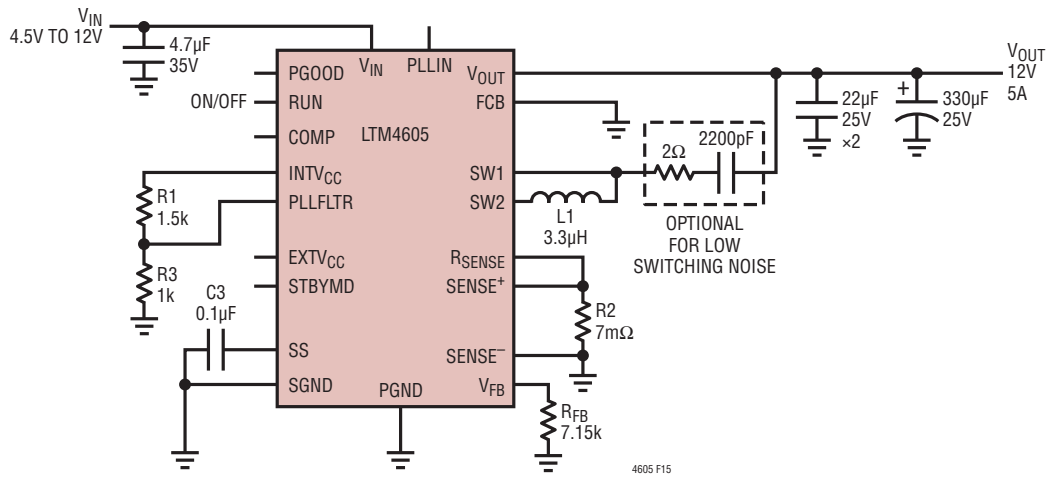 VIN
4.5V TO 12V
4.7µF
35V
VIN
PLLIN
PGOOD
RUN
ON/OFF
COMP
LTM4605
INTVCC
PLLFLTR
R1
1.5k
R3
1k
EXTVCC
STBYMD
C3
0.1µF
SS
SGND
PGND
VOUT
FCB
SW1
SW2
L1
3.3µH
RSENSE
SENSE+
R2
7mΩ
SENSE–
VFB
RFB
7.15k
2Ω
2200pF
OPTIONAL
FOR LOW
SWITCHING NOISE
22µF
25V
×2
+
330µF
25V
VOUT
12V
5A
4605 F15